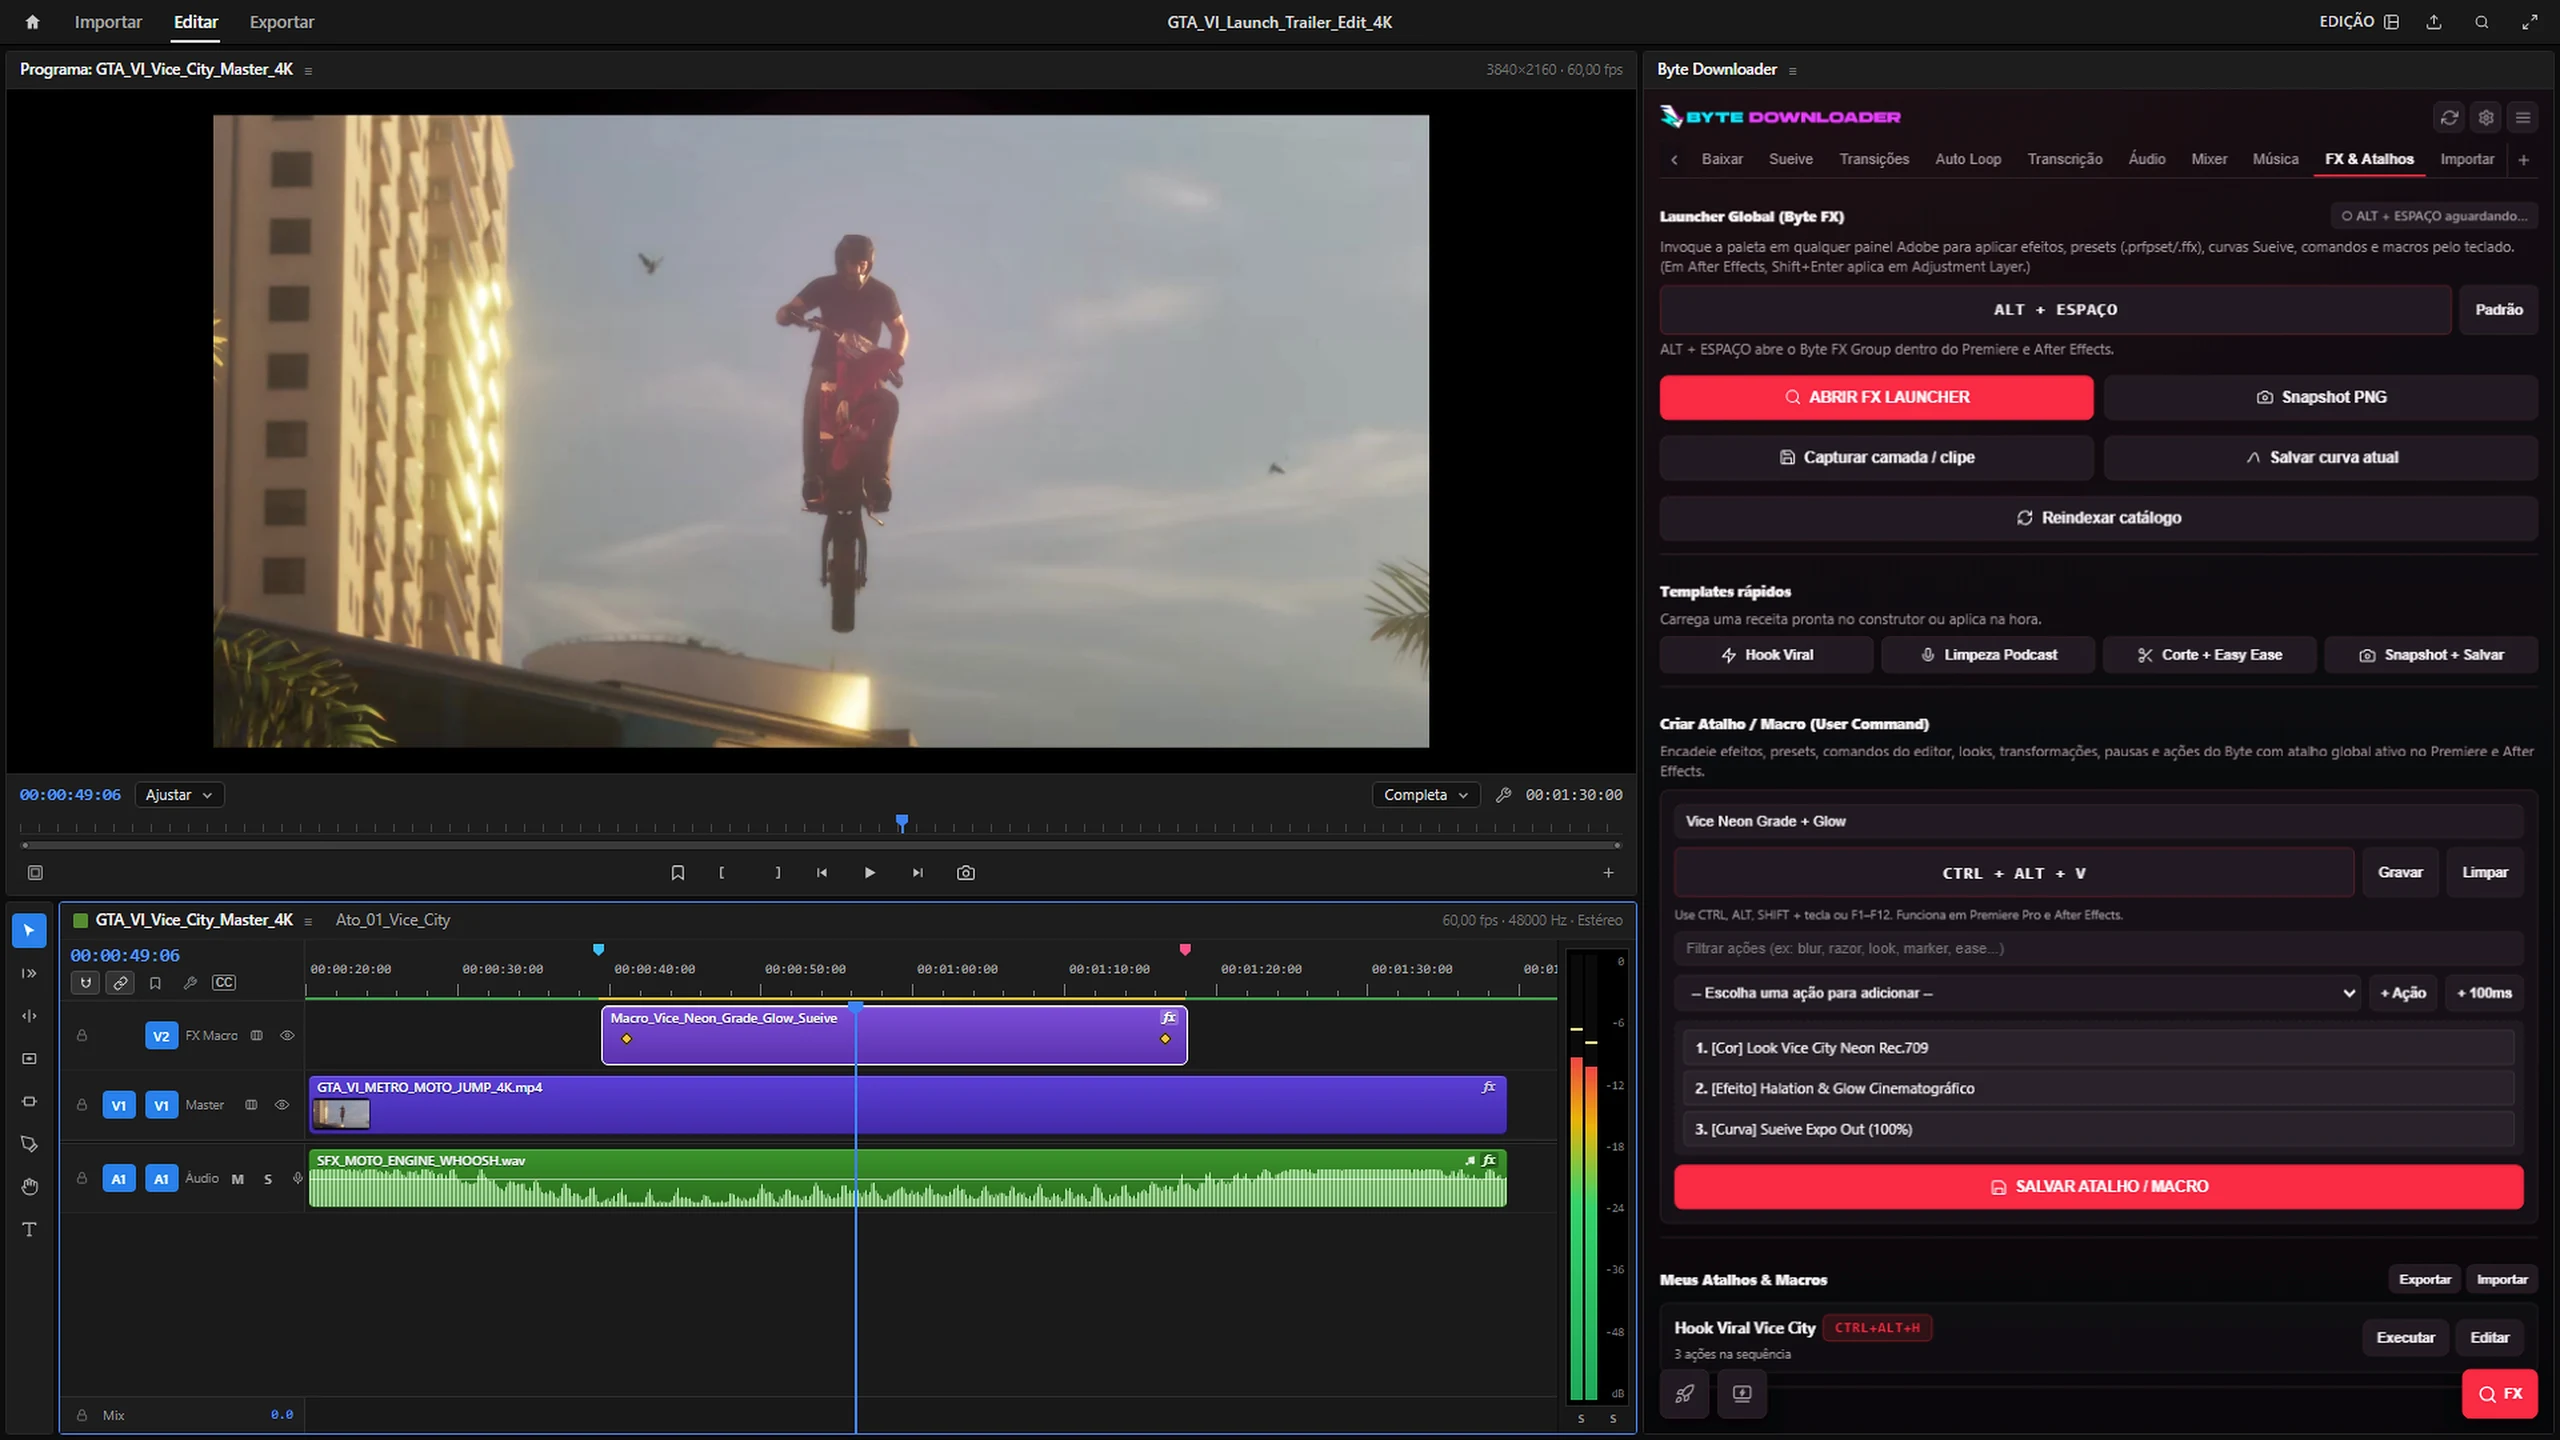 Importar
Editar
Exportar
GTA_VI_Launch_Trailer_Edit_4K
EDIÇÃO
Programa: GTA_VI_Vice_City_Master_4K
3840×2160 · 60,00 fps
00:00:49:06
Ajustar
Completa
00:01:30:00
GTA_VI_Vice_City_Master_4K
Ato_01_Vice_City
60,00 fps · 48000 Hz · Estéreo
00:00:49:06
CC
00:00:20:00
00:00:30:00
00:00:40:00
00:00:50:00
00:01:00:00
00:01:10:00
00:01:20:00
00:01:30:00
00:01
V2
FX Macro
Macro_Vice_Neon_Grade_Glow_Sueive
fx
V1
V1
Master
GTA_VI_METRO_MOTO_JUMP_4K.mp4
fx
A1
A1
Áudio
M
S
SFX_MOTO_ENGINE_WHOOSH.wav
fx
Mix
0.0
0
-6
-12
-18
-24
-36
-48
dB
S
S
Byte Downloader
BYTE DOWNLOADER
Baixar
Sueive
Transições
Auto Loop
Transcrição
Áudio
Mixer
Música
FX & Atalhos
Importar
+
Launcher Global (Byte FX)
ALT + ESPAÇO aguardando...
Invoque a paleta em qualquer painel Adobe para aplicar efeitos, presets (.prfpset/.ffx), curvas Sueive, comandos e macros pelo teclado.
(Em After Effects, Shift+Enter aplica em Adjustment Layer.)
ALT + ESPAÇO
Padrão
ALT + ESPAÇO abre o Byte FX Group dentro do Premiere e After Effects.
ABRIR FX LAUNCHER
Snapshot PNG
Capturar camada / clipe
Salvar curva atual
Reindexar catálogo
Templates rápidos
Carrega uma receita pronta no construtor ou aplica na hora.
Hook Viral
Limpeza Podcast
Corte + Easy Ease
Snapshot + Salvar
Criar Atalho / Macro (User Command)
Encadeie efeitos, presets, comandos do editor, looks, transformações, pausas e ações do Byte com atalho global ativo no Premiere e After
Effects.
Vice Neon Grade + Glow
CTRL + ALT + V
Gravar
Limpar
Use CTRL, ALT, SHIFT + tecla ou F1–F12. Funciona em Premiere Pro e After Effects.
Filtrar ações (ex: blur, razor, look, marker, ease...)
-- Escolha uma ação para adicionar --
+ Ação
+ 100ms
1. [Cor] Look Vice City Neon Rec.709
2. [Efeito] Halation & Glow Cinematográfico
3. [Curva] Sueive Expo Out (100%)
SALVAR ATALHO / MACRO
Meus Atalhos & Macros
Exportar
Importar
Hook Viral Vice City
CTRL+ALT+H
3 ações na sequência
Executar
Editar
FX
T